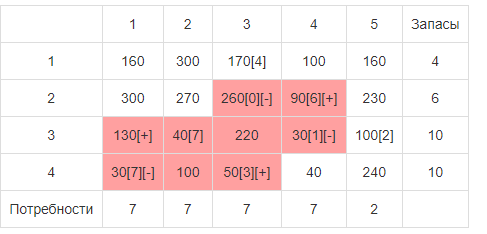 1 2 3 4 5 Запасы
1 160 300 170[4] 100 160 4
2 300 270 260[0][-] 90[6][+] 230 6
3 130[+] 40[7] 220 30[1][-] 100[2] 10
4 30[7][-] 100 50[3][+] 40 240 10
Потребности 7 7 7 7 2